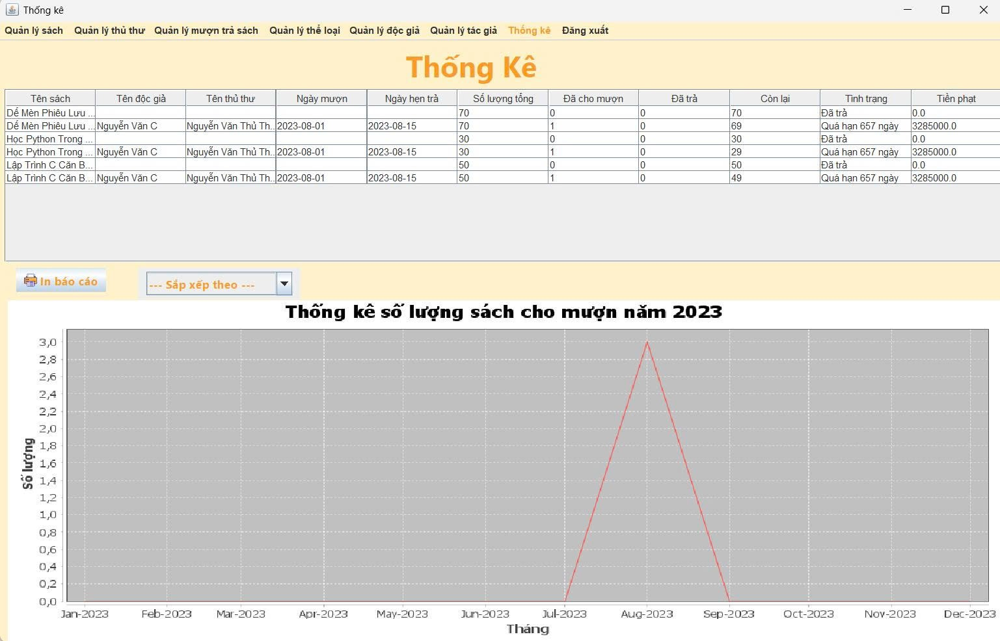 Thống kê
Quản lý sách Quản lý thủ thư Quản lý mượn trả sách Quản lý thể loại Quản lý độc giả Quản lý tác giả Thống kê Đăng xuất
Thống Kê
Tên sách Tên độc giả Tên thủ thư Ngày mượn Ngày hẹn trả Số lượng tổng Đã cho mượn Đã trả Còn lại Tình trạng Tiền phạt
Dế Mèn Phiêu Lưu ... 70 0 0 70 Đã trả 0.0
Dế Mèn Phiêu Lưu ... Nguyễn Văn C Nguyễn Văn Thủ Th... 2023-08-01 2023-08-15 70 1 0 69 Quá hạn 657 ngày 3285000.0
Học Python Trong ... 30 0 0 30 Đã trả 0.0
Học Python Trong ... Nguyễn Văn C Nguyễn Văn Thủ Th... 2023-08-01 2023-08-15 30 1 0 29 Quá hạn 657 ngày 3285000.0
Lập Trình C Căn B... 50 0 0 50 Đã trả 0.0
Lập Trình C Căn B... Nguyễn Văn C Nguyễn Văn Thủ Th... 2023-08-01 2023-08-15 50 1 0 49 Quá hạn 657 ngày 3285000.0
In báo cáo
--- Sắp xếp theo ---
Thống kê số lượng sách cho mượn năm 2023
Số lượng
3,0
2,8
2,6
2,4
2,2
2,0
1,8
1,6
1,4
1,2
1,0
0,8
0,6
0,4
0,2
0,0
Jan-2023 Feb-2023 Mar-2023 Apr-2023 May-2023 Jun-2023 Jul-2023 Aug-2023 Sep-2023 Oct-2023 Nov-2023 Dec-2023
Tháng